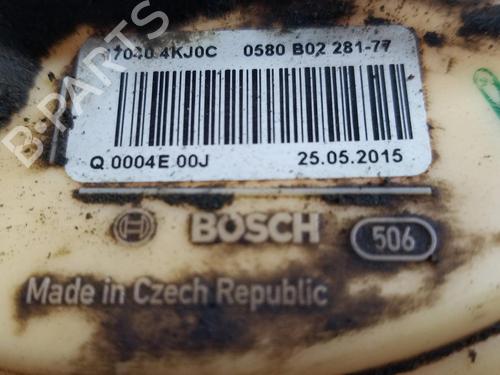 17040 4KJ0C 0580 B02 281-77
Q 0004E 00J 25.05.2015
BOSCH 506
Made in Czech Republic
B-PARTS